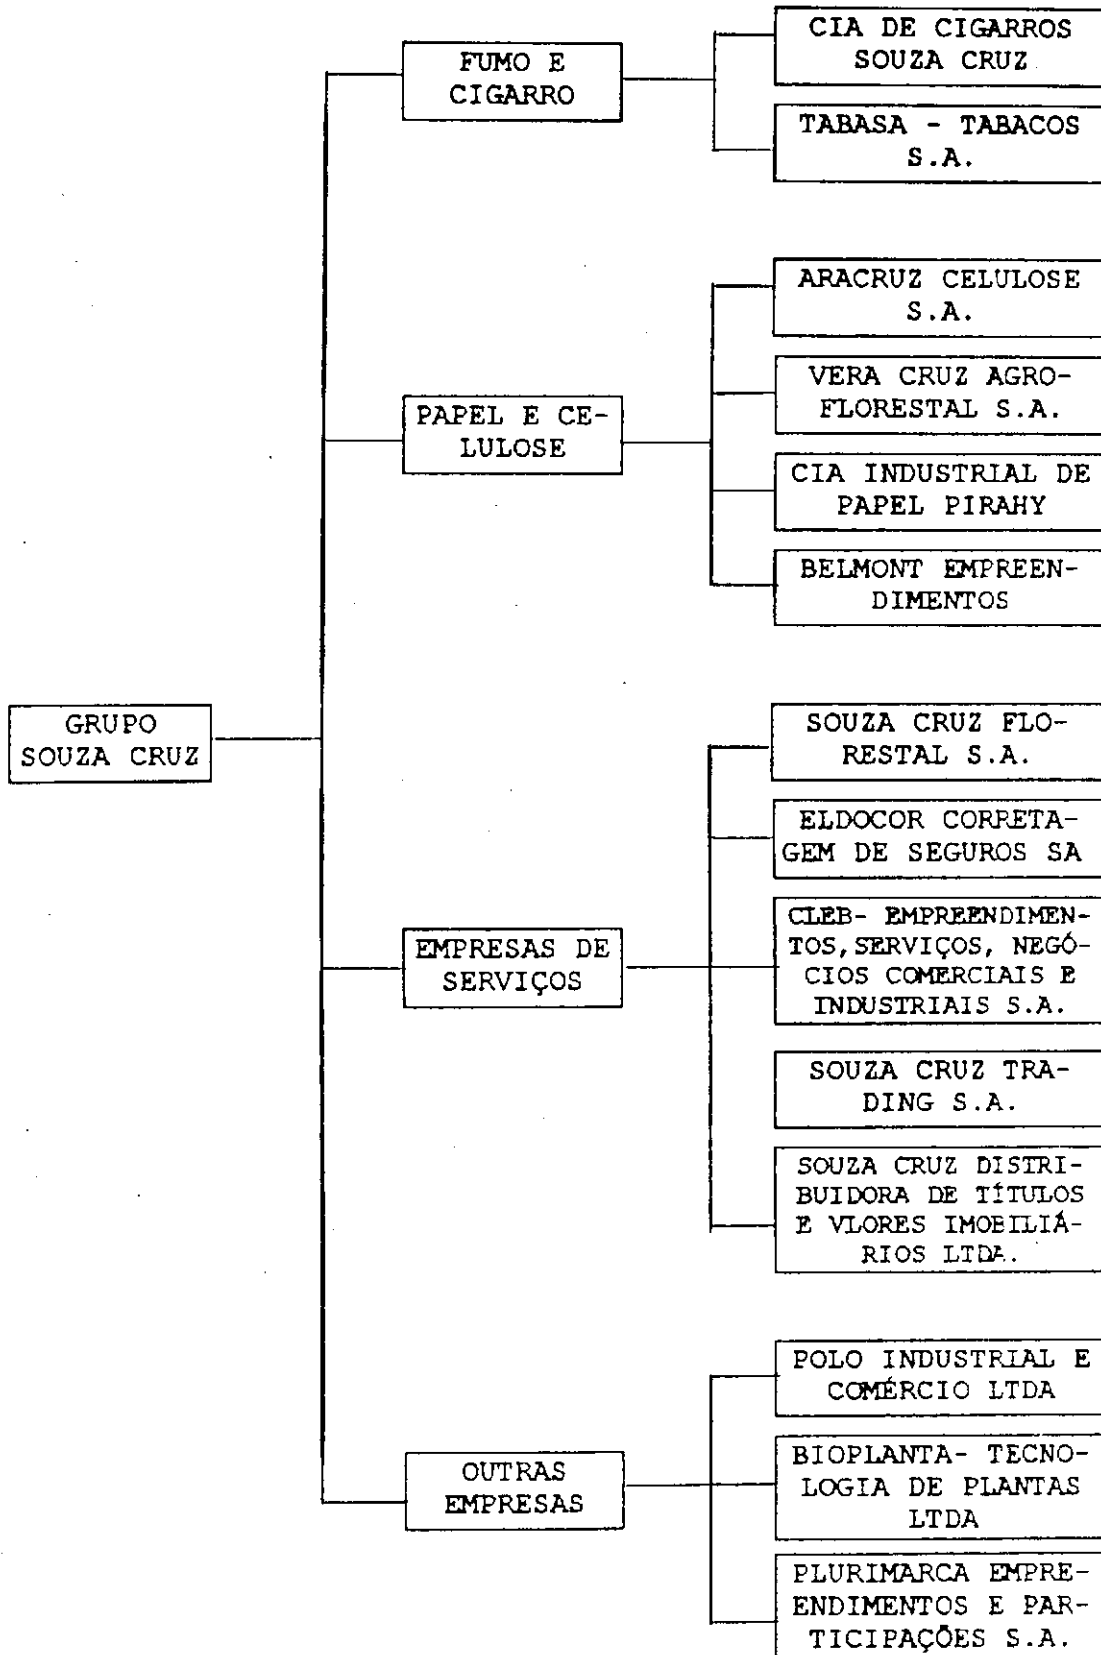 CIA DE CIGARROS
SOUZA CRUZ
FUMO E
CIGARRO
TABASA - TABACOS
S.A.
ARACRUZ CELULOSE
S.A.
VERA CRUZ AGRO-
FLORESTAL S.A.
PAPEL E CE-
LULOSE
CIA INDUSTRIAL DE
PAPEL PIRAHY
BELMONT EMPREEN-
DIMENTOS
GRUPO
SOUZA CRUZ
SOUZA CRUZ FLO-
RESTAL S.A.
ELDOCOR CORRETA-
GEM DE SEGUROS SA
EMPRESAS DE
SERVIÇOS
CLEB- EMPREENDIMEN-
TOS,SERVIÇOS, NEGÓ-
CIOS COMERCIAIS E
INDUSTRIAIS S.A.
SOUZA CRUZ TRA-
DING S.A.
SOUZA CRUZ DISTRI-
BUIDORA DE TÍTULOS
E VLORES IMOBILIÁ-
RIOS LTDA.
POLO INDUSTRIAL E
COMÉRCIO LTDA
OUTRAS
EMPRESAS
BIOPLANTA- TECNO-
LOGIA DE PLANTAS
LTDA
PLURIMARCA EMPRE-
ENDIMENTOS E PAR-
TICIPAÇÕES S.A.